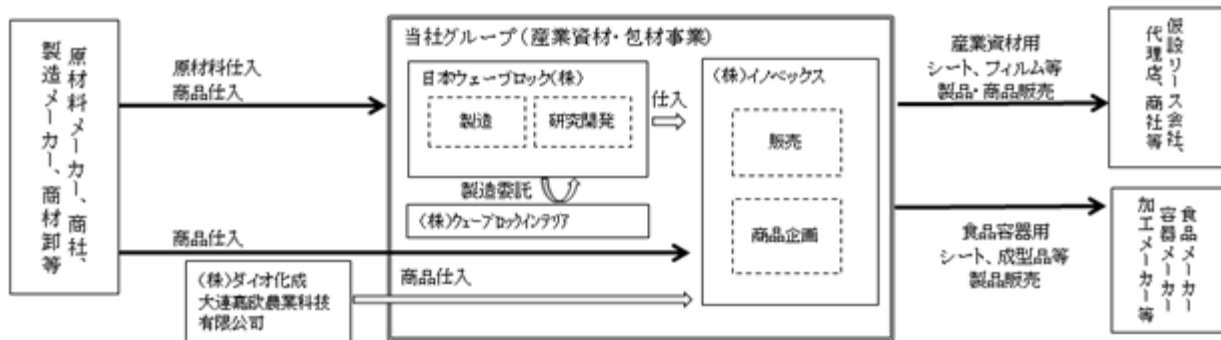 原材料メーカー、商社、
製造メーカー、商材卸等
原材料仕入
商品仕入
商品仕入
(株)ダイオ化成
大連嘉欧農業科技
有限公司
当社グループ(産業資材・包材事業)
日本ウェーブロック(株)
製造
研究開発
仕入
製造委託
(株)ウェーブロックインテリア
商品仕入
(株)イノベックス
販売
商品企画
産業資材用
シート、フィルム等
製品・商品販売
食品容器用
シート、成型品等
製品販売
仮設リース会社、
代理店、商社等
食品メーカー
容器メーカー
加工メーカー等